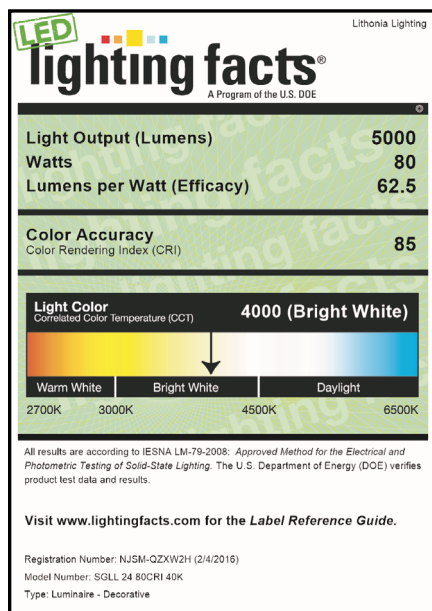 Lithonia Lighting
LED
lighting facts®
A Program of the U.S. DOE
Light Output (Lumens) 5000
Watts 80
Lumens per Watt (Efficacy) 62.5
Color Accuracy
Color Rendering Index (CRI) 85
Light Color
Correlated Color Temperature (CCT) 4000 (Bright White)
Warm White Bright White Daylight
2700K 3000K 4500K 6500K
All results are according to IESNA LM-79-2008: Approved Method for the Electrical and
Photometric Testing of Solid-State Lighting. The U.S. Department of Energy (DOE) verifies
product test data and results.
Visit www.lightingfacts.com for the Label Reference Guide.
Registration Number: NJSM-QZXW2H (2/4/2016)
Model Number: SGLL 24 80CRI 40K
Type: Luminaire - Decorative